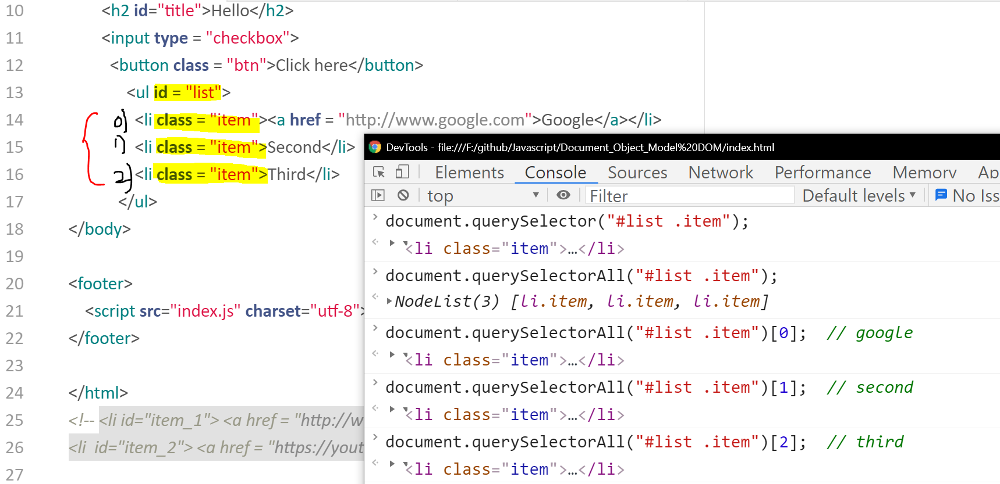 10 <h2 id="title">Hello</h2>
11 <input type = "checkbox">
12 <button class = "btn">Click here</button>
13 <ul id = "list">
14 0) <li class = "item"><a href = "http://www.google.com">Google</a></li>
15 1) <li class = "item">Second</li>
16 2) <li class = "item">Third</li>
17 </ul>
18 </body>
19
20 <footer>
21 <script src="index.js" charset="utf-8">
22 </footer>
23
24 </html>
25 <!-- <li id="item_1"> <a href = "http://w
26 <li id="item_2"> <a href = "https://yout
27
DevTools - file:///F:/github/Javascript/Document_Object_Model%20DOM/index.html
Elements Console Sources Network Performance Memory Ap
top Filter Default levels No Iss
> document.querySelector("#list .item");
<li class="item">…</li>
> document.querySelectorAll("#list .item");
NodeList(3) [li.item, li.item, li.item]
> document.querySelectorAll("#list .item")[0]; // google
<li class="item">…</li>
> document.querySelectorAll("#list .item")[1]; // second
<li class="item">…</li>
> document.querySelectorAll("#list .item")[2]; // third
<li class="item">…</li>